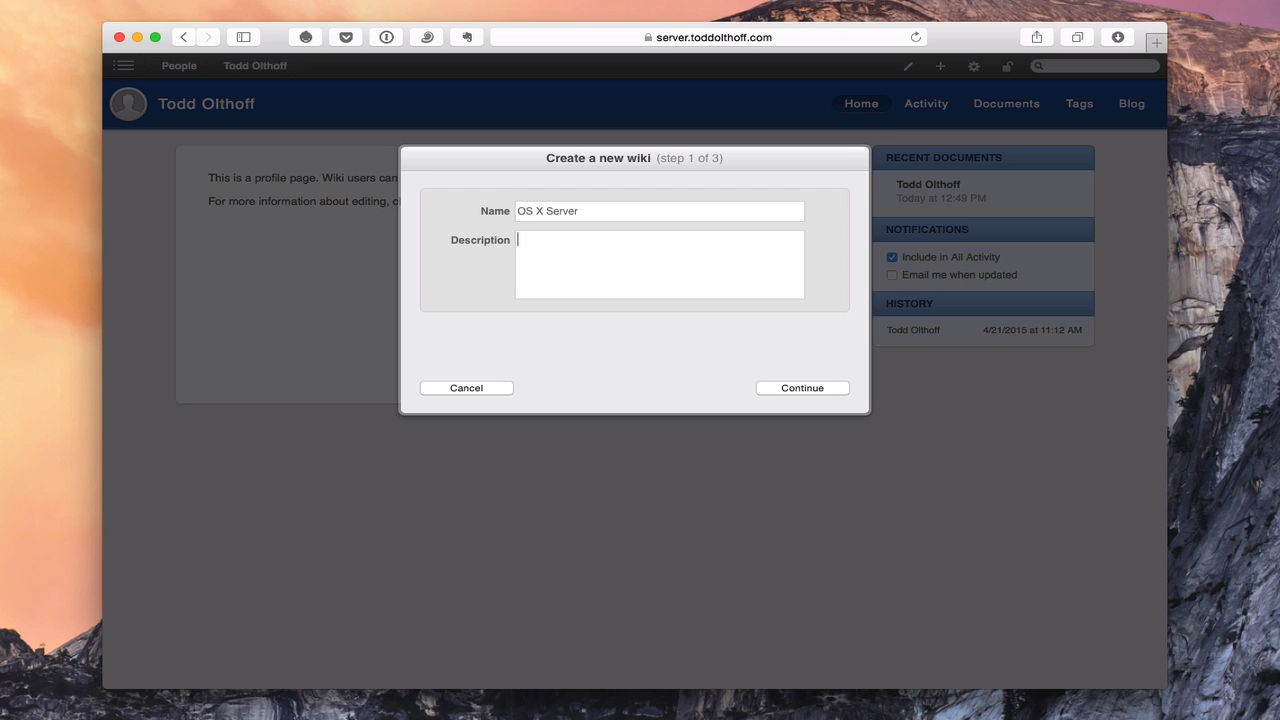 server.toddolthoff.com
People Todd Olthoff
Todd Olthoff
Home Activity Documents Tags Blog
Create a new wiki (step 1 of 3)
Name OS X Server
Description
Cancel Continue
This is a profile page. Wiki users can
For more information about editing,
RECENT DOCUMENTS
Todd Olthoff
Today at 12:49 PM
NOTIFICATIONS
Include in All Activity
Email me when updated
HISTORY
Todd Olthoff 4/21/2015 at 11:12 AM